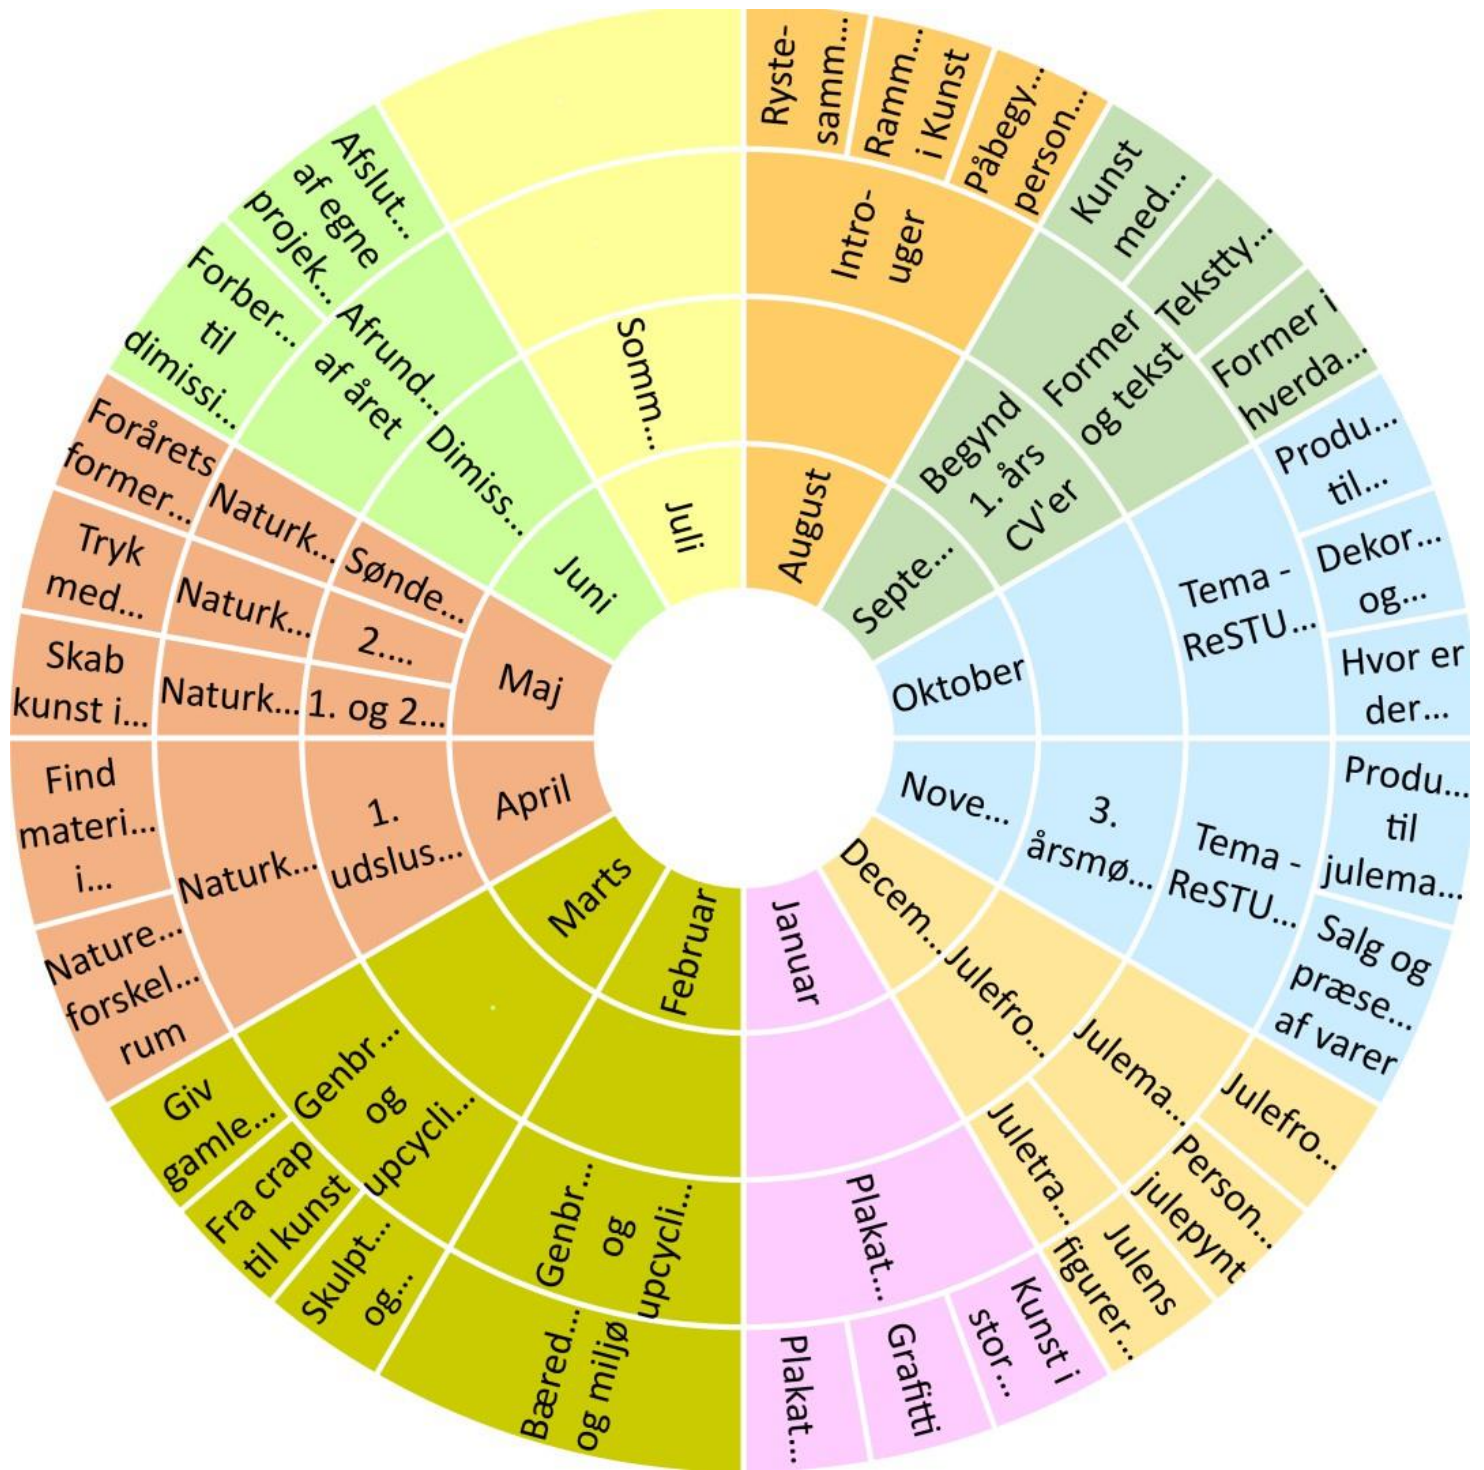 August
Intro-
uger
Ryste-
samm...
Ramm...
i Kunst
Påbegy...
person...
Septe...
Begynd
1. års
CV'er
Former
og tekst
Kunst
med...
Tekstty...
Former i
hverda...
Oktober
Tema -
ReSTU...
Produ...
til...
Dekor...
og...
Hvor er
der...
Nove...
3.
årsmø...
Tema -
ReSTU...
Produ...
til
julema...
Salg og
præse...
af varer
Decem...
Julefro...
Julema...
Juletra...
Julefro...
Person...
julepynt
Julens
figurer...
Januar
Plakat...
Kunst i
stor...
Grafitti
Plakat...
Februar
Genbr...
og
upcycli...
Bæred...
og miljø
Marts
Genbr...
og
upcycli...
Skulpt...
og...
Fra crap
til kunst
Giv
gamle...
April
1.
udslus...
Naturk...
Nature...
forskel...
rum
Find
materi...
i...
Maj
1. og 2...
Naturk...
Skab
kunst i...
2....
Naturk...
Tryk
med...
Sønde...
Naturk...
Forårets
former...
Juni
Dimiss...
Afrund...
af året
Forber...
til
dimissi...
Afslut...
af egne
projek...
Juli
Somm...